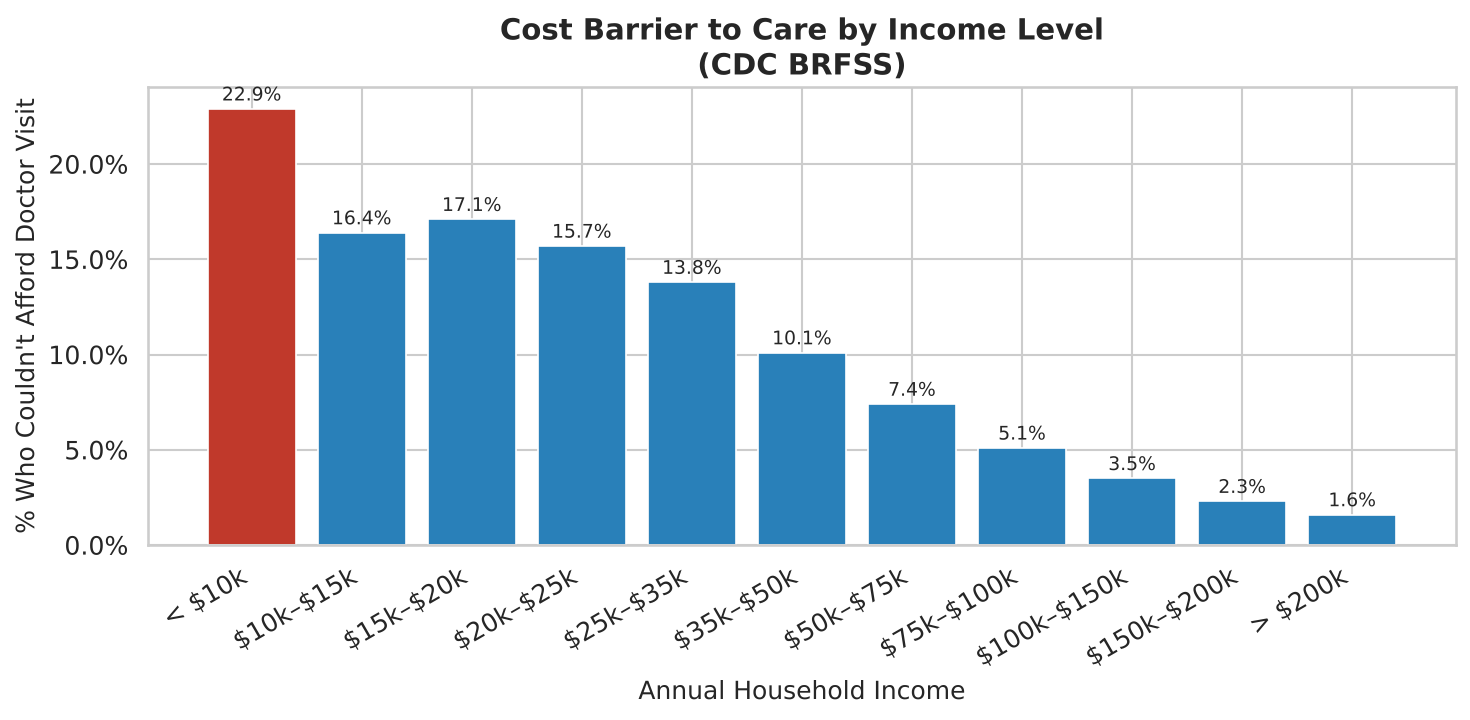 Cost Barrier to Care by Income Level
(CDC BRFSS)
% Who Couldn't Afford Doctor Visit
20.0%
15.0%
10.0%
5.0%
0.0%
22.9%
16.4%
17.1%
15.7%
13.8%
10.1%
7.4%
5.1%
3.5%
2.3%
1.6%
< $10k
$10k–$15k
$15k–$20k
$20k–$25k
$25k–$35k
$35k–$50k
$50k–$75k
$75k–$100k
$100k–$150k
$150k–$200k
> $200k
Annual Household Income